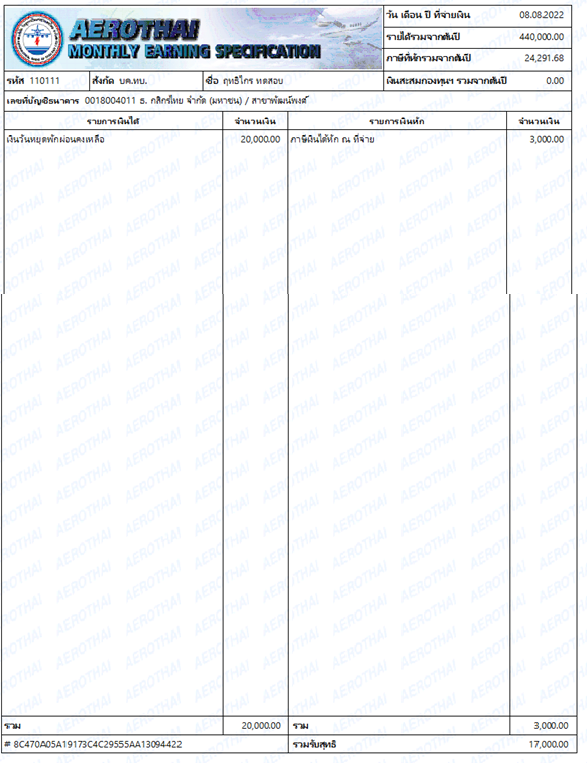 AEROTHAI
MONTHLY EARNING SPECIFICATION
วัน เดือน ปี ที่จ่ายเงิน 08.08.2022
รายได้รวมจากต้นปี 440,000.00
ภาษีที่หักรวมจากต้นปี 24,291.68
รหัส 110111 สังกัด บค.ทบ. ชื่อ ฤทธิไกร ทดสอบ เงินสะสมกองทุนฯ รวมจากต้นปี 0.00
เลขที่บัญชีธนาคาร 0018004011 ธ. กสิกรไทย จำกัด (มหาชน) / สาขาพัฒน์พงศ์
รายการเงินได้ จำนวนเงิน รายการเงินหัก จำนวนเงิน
เงินวันหยุดพักผ่อนคงเหลือ 20,000.00 ภาษีเงินได้หัก ณ ที่จ่าย 3,000.00
รวม 20,000.00 รวม 3,000.00
# 8C470A05A19173C4C29555AA13094422 รวมรับสุทธิ 17,000.00